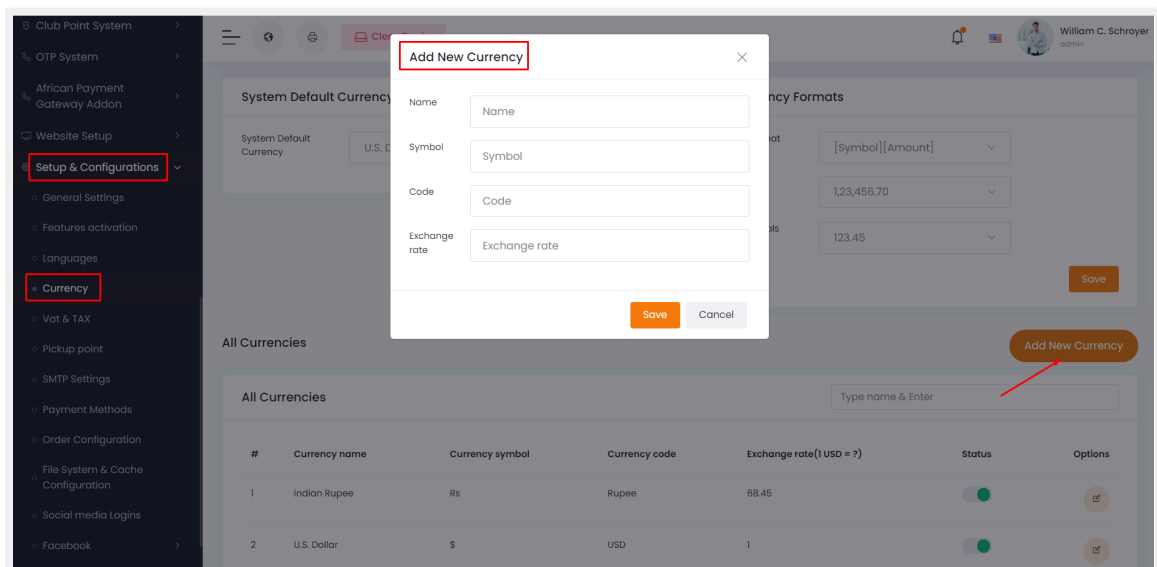 Club Point System
OTP System
African Payment
Gateway Addon
Website Setup
Setup & Configurations
General Settings
Features activation
Languages
Currency
Vat & TAX
Pickup point
SMTP Settings
Payment Methods
Order Configuration
File System & Cache
Configuration
Social media Logins
Facebook
William C. Schroyer
admin
System Default Currency
System Default
Currency
Add New Currency
Name
Name
Symbol
Symbol
Code
Code
Exchange
rate
Exchange rate
Save
Cancel
Formats
[Symbol][Amount]
1,23,456.70
123.45
Save
All Currencies
Add New Currency
All Currencies
Type name & Enter
# Currency name Currency symbol Currency code Exchange rate(1 USD = ?) Status Options
1 Indian Rupee Rs Rupee 68.45
2 U.S. Dollar $ USD 1